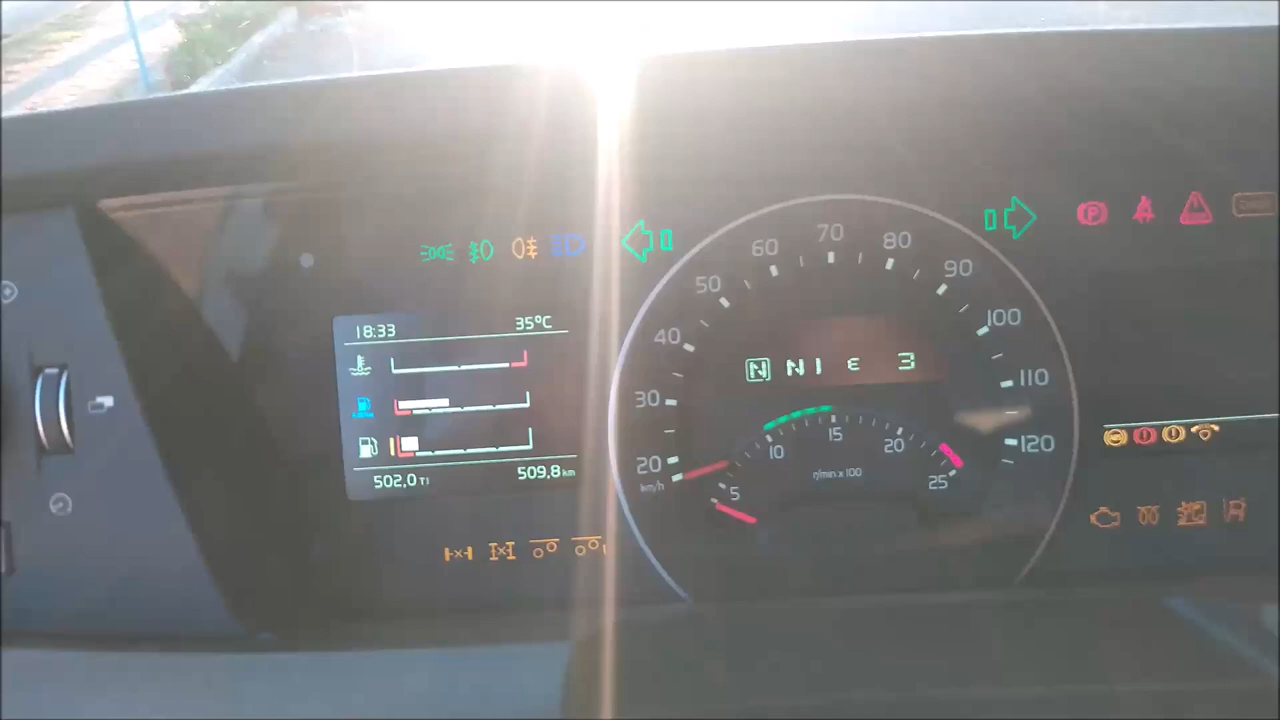 18:33 35°C
502,0 TI 509,8 km
20 30 40 50 60 70 80 90 100 110 120
km/h
N N I E 3
5 10 15 20 25
r/min x 100
P